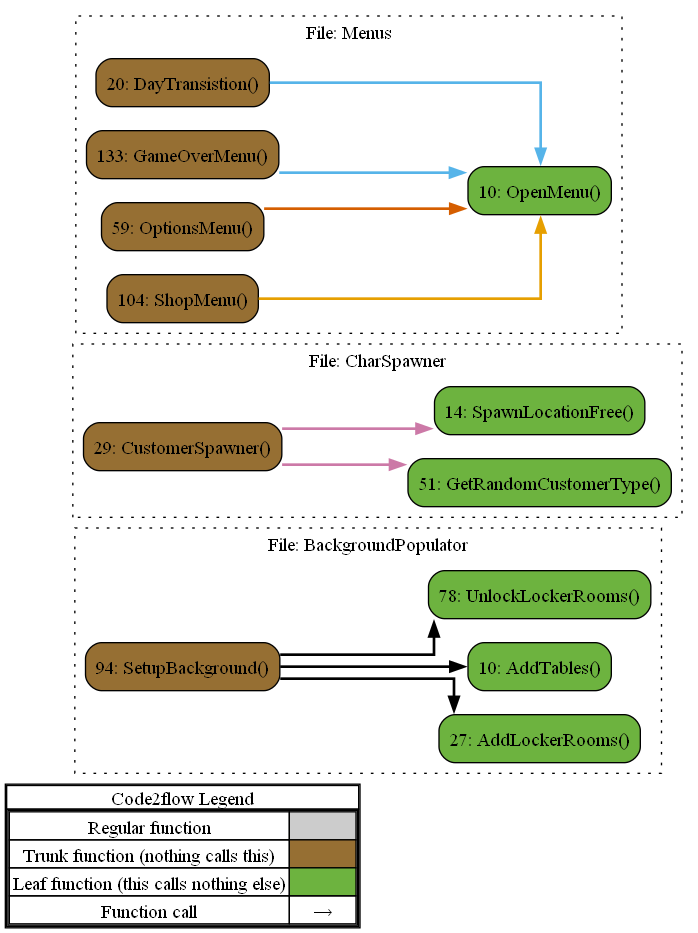 File: Menus
20: DayTransistion()
133: GameOverMenu()
10: OpenMenu()
59: OptionsMenu()
104: ShopMenu()
File: CharSpawner
14: SpawnLocationFree()
29: CustomerSpawner()
51: GetRandomCustomerType()
File: BackgroundPopulator
78: UnlockLockerRooms()
94: SetupBackground()
10: AddTables()
27: AddLockerRooms()
Code2flow Legend
Regular function
Trunk function (nothing calls this)
Leaf function (this calls nothing else)
Function call →